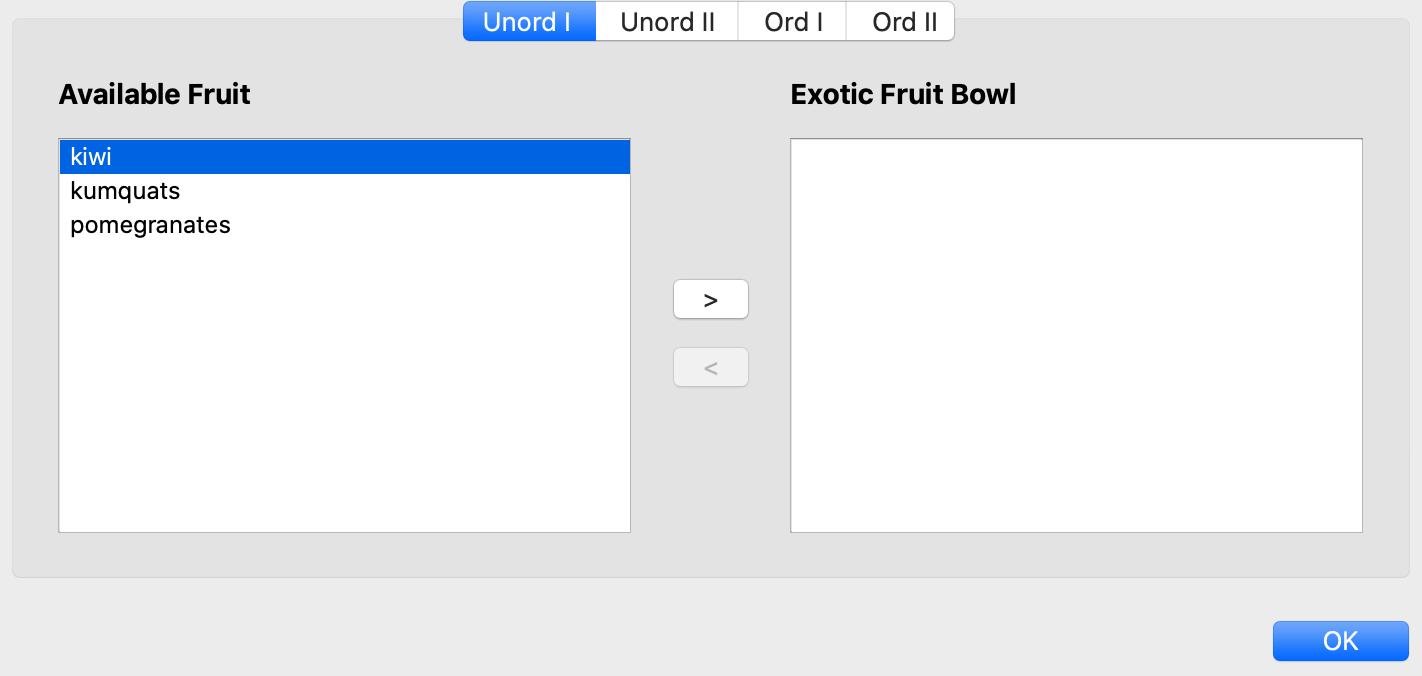 Unord I Unord II Ord I Ord II
Available Fruit
kiwi
kumquats
pomegranates
>
<
Exotic Fruit Bowl
OK